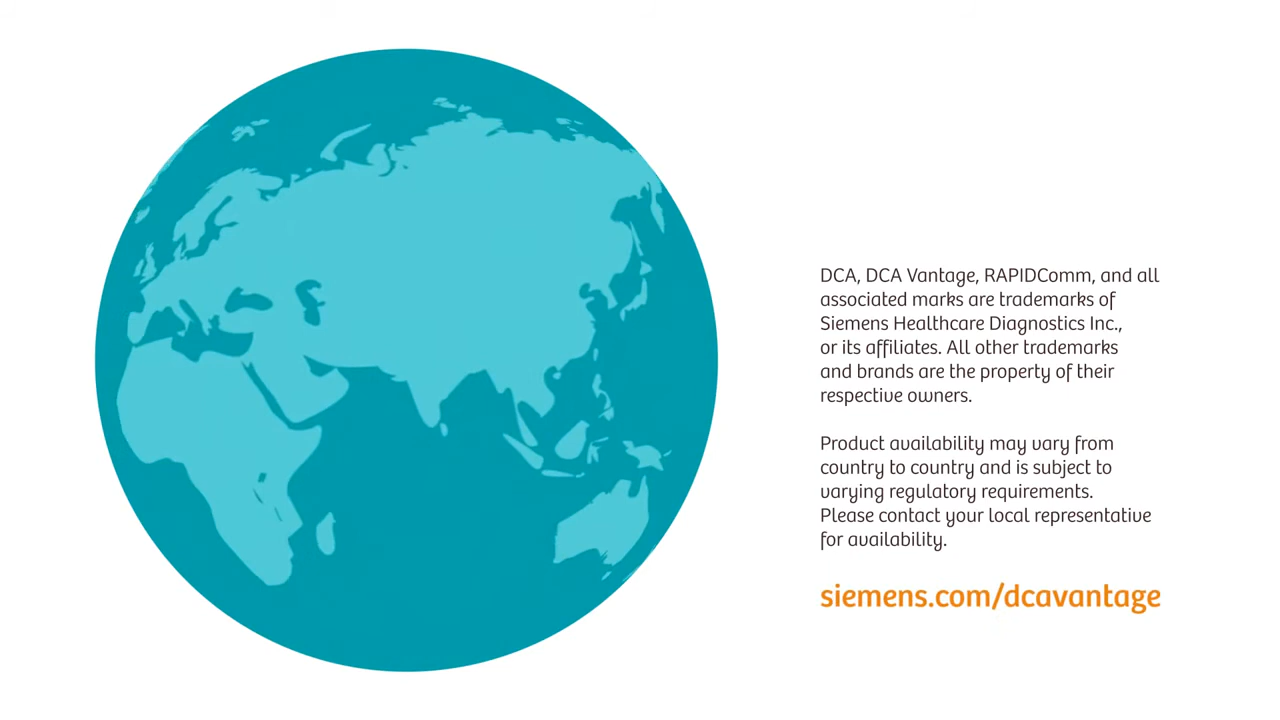 DCA, DCA Vantage, RAPIDComm, and all
associated marks are trademarks of
Siemens Healthcare Diagnostics Inc.,
or its affiliates. All other trademarks
and brands are the property of their
respective owners.
Product availability may vary from
country to country and is subject to
varying regulatory requirements.
Please contact your local representative
for availability.
siemens.com/dcavantage